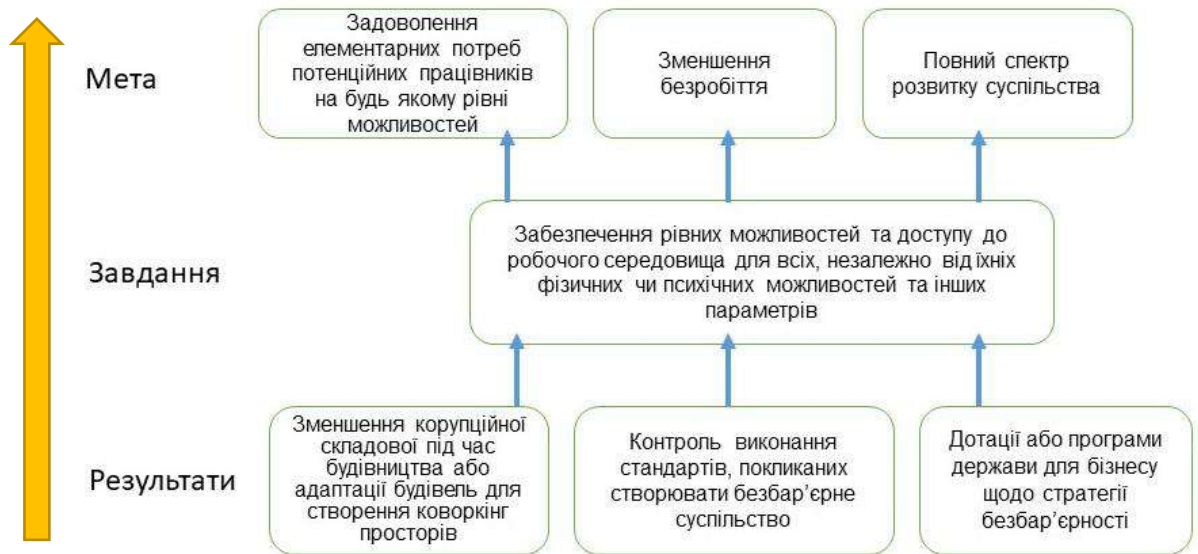 Мета
Задоволення
елементарних потреб
потенційних працівників
на будь якому рівні
можливостей
Зменшення
безробіття
Повний спектр
розвитку суспільства
Завдання
Забезпечення рівних можливостей та доступу до
робочого середовища для всіх, незалежно від їхніх
фізичних чи психічних можливостей та інших
параметрів
Результати
Зменшення корупційної
складової під час
будівництва або
адаптації будівель для
створення коворкінг
просторів
Контроль виконання
стандартів, покликаних
створювати безбар’єрне
суспільство
Дотації або програми
держави для бізнесу
щодо стратегії
безбар’єрності